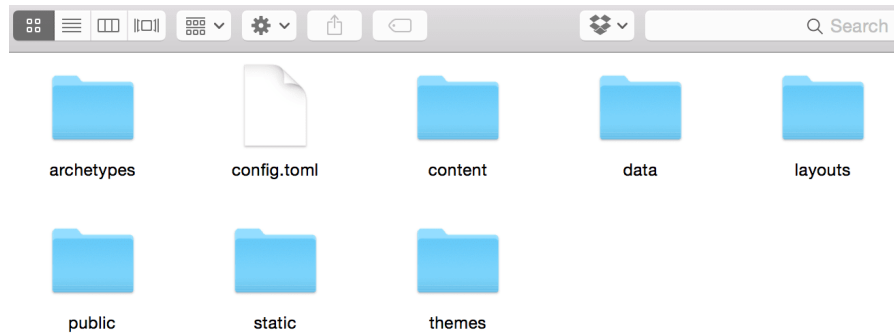 Search
archetypes
config.toml
content
data
layouts
public
static
themes